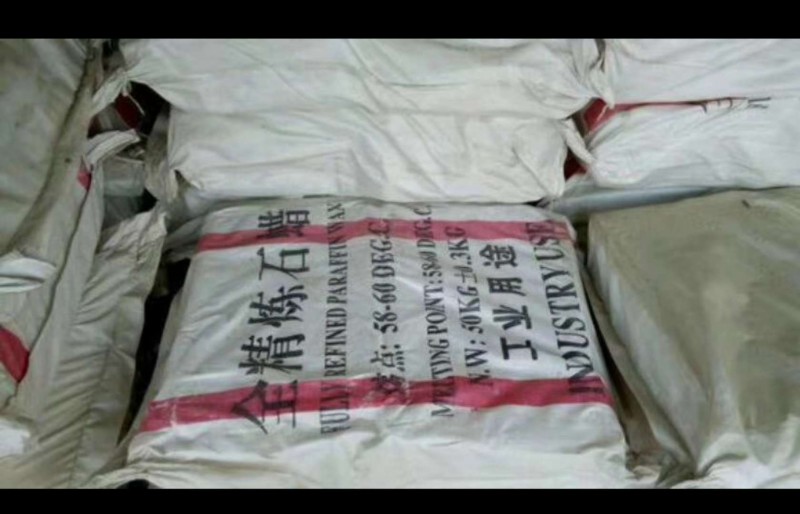 全精炼石蜡
FULLY REFINED PARAFFIN WAX
熔点: 58-60 DEG.C.
MELTING POINT: 58-60 DEG.C.
N.W: 50KG±0.3KG
工业用途
INDUSTRY USE